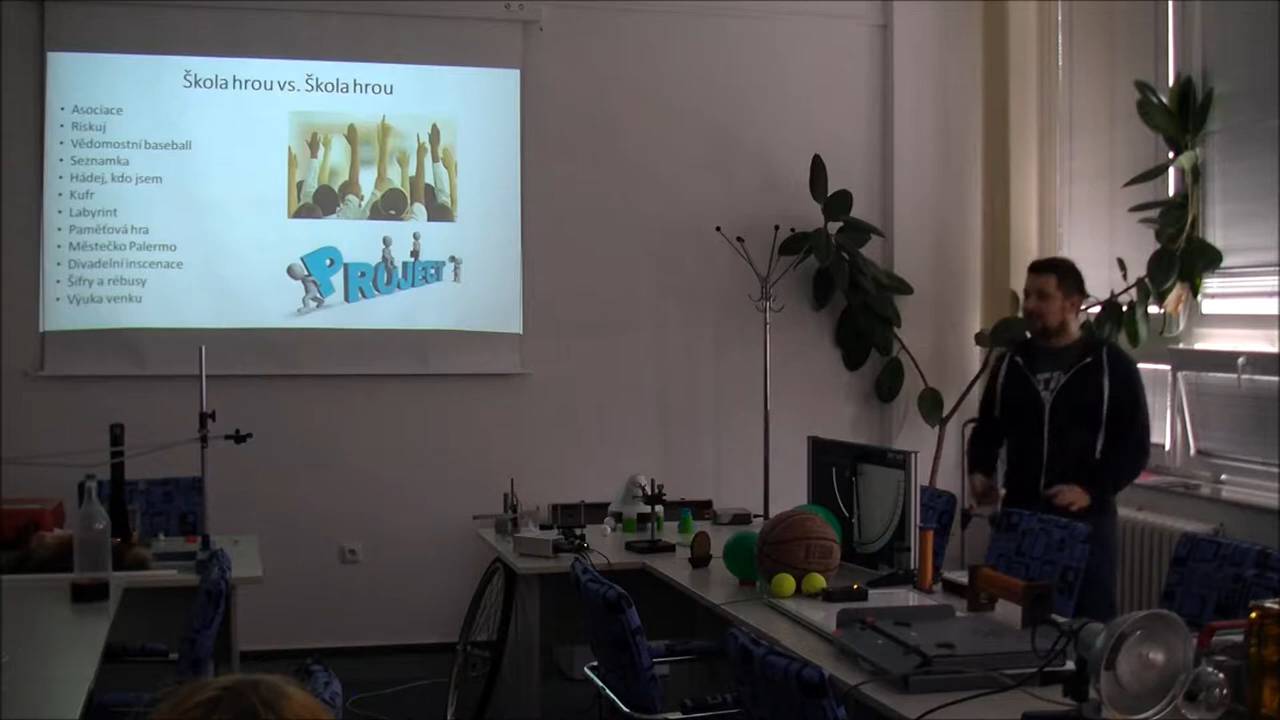 Škola hrou vs. Škola hrou
• Asociace
• Riskuj
• Vědomostní baseball
• Seznamka
• Hádej, kdo jsem
• Kufr
• Labyrint
• Paměťová hra
• Městečko Palermo
• Divadelní inscenace
• Šifry a rébusy
• Výuka venku
PROJECT